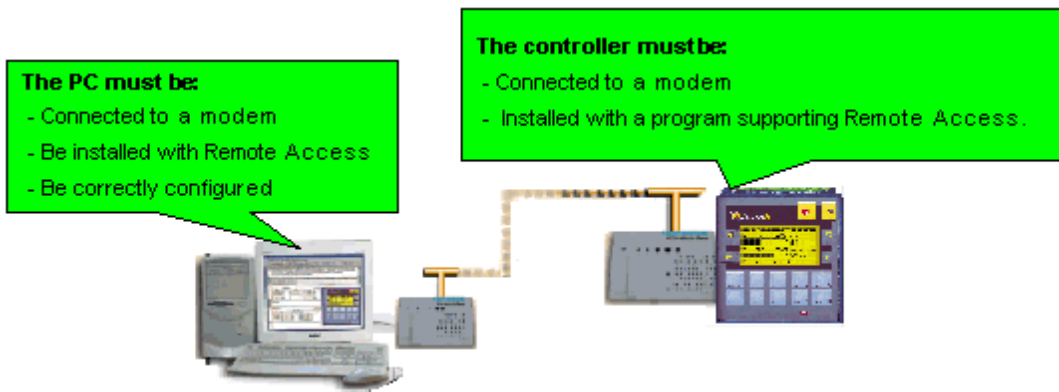 The PC must be:
- Connected to a modem
- Be installed with Remote Access
- Be correctly configured
The controller mustbe:
- Connected to a modem
- Installed with a program supporting Remote Access.